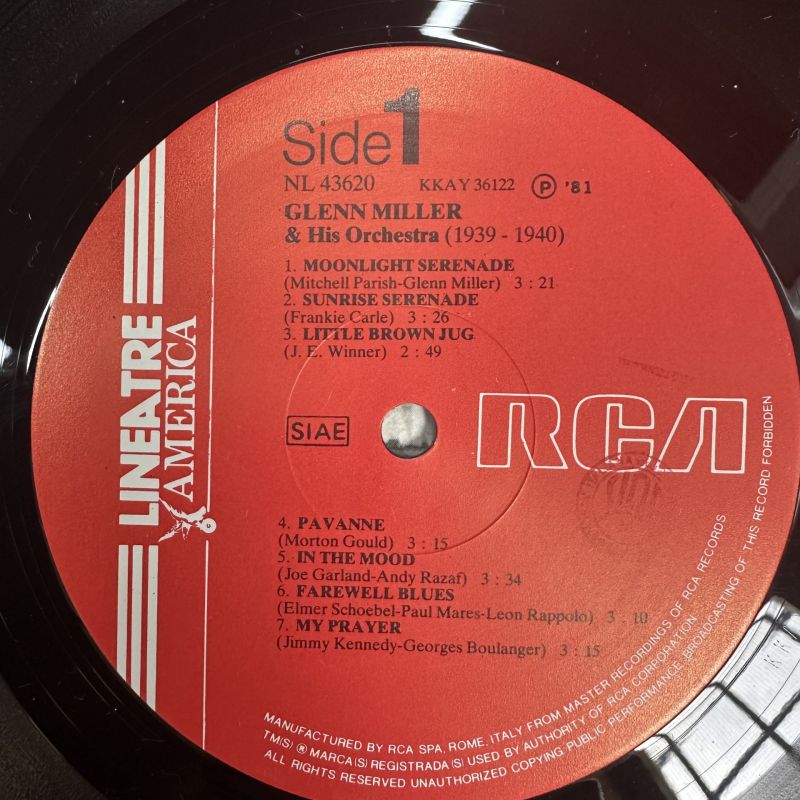 Side 1
NL 43620 KKAY 36122 Ⓟ '81
GLENN MILLER
& His Orchestra (1939 - 1940)
1. MOONLIGHT SERENADE
(Mitchell Parish-Glenn Miller) 3 : 21
2. SUNRISE SERENADE
(Frankie Carle) 3 : 26
3. LITTLE BROWN JUG
(J. E. Winner) 2 : 49
LINEATRE
AMERICA
SIAE
RCA
4. PAVANNE
(Morton Gould) 3 : 15
5. IN THE MOOD
(Joe Garland-Andy Razaf) 3 : 34
6. FAREWELL BLUES
(Elmer Schoebel-Paul Mares-Leon Rappolo) 3 : 10
7. MY PRAYER
(Jimmy Kennedy-Georges Boulanger) 3 : 15
MANUFACTURED BY RCA SPA, ROME, ITALY FROM MASTER RECORDINGS OF RCA RECORDS
TM(S) ® MARCA(S) REGISTRADA(S) USED BY AUTHORITY OF RCA CORPORATION
ALL RIGHTS RESERVED UNAUTHORIZED COPYING PUBLIC PERFORMANCE, BROADCASTING OF THIS RECORD FORBIDDEN